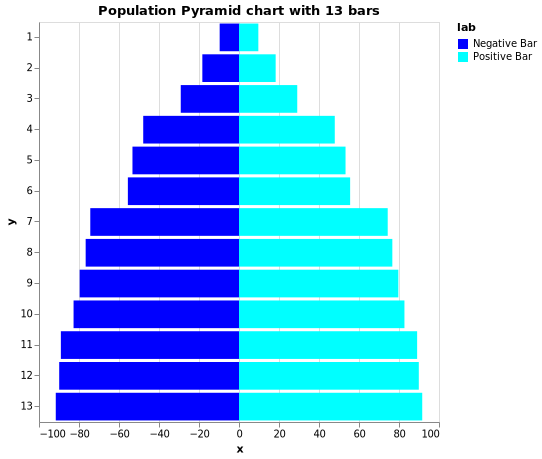 Population Pyramid chart with 13 bars
lab
Negative Bar
Positive Bar
1
2
3
4
5
6
7
8
9
10
11
12
13
y
−100 −80 −60 −40 −20 0 20 40 60 80 100
x